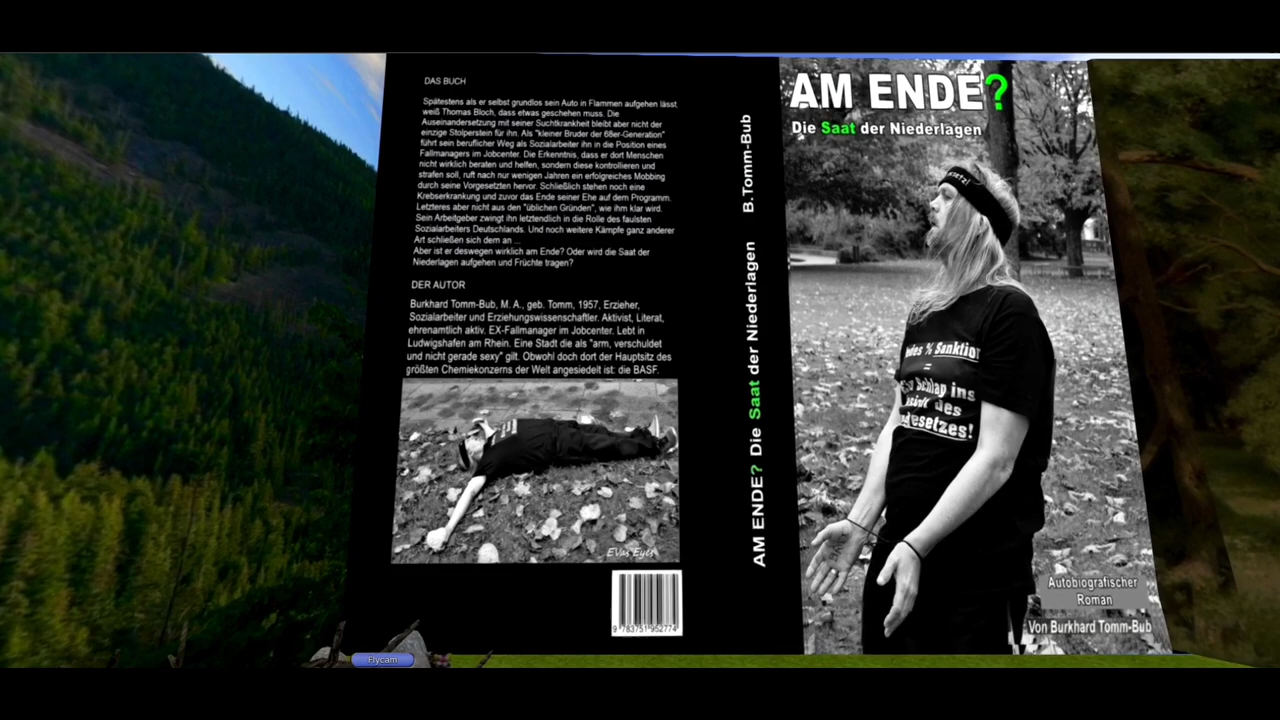 DAS BUCH
Spätestens als er selbst grundlos sein Auto in Flammen aufgehen lässt,
weiß Thomas Bloch, dass etwas geschehen muss. Die
Auseinandersetzung mit seiner Suchtkrankheit bleibt aber nicht der
einzige Stolperstein für ihn. Als "kleiner Bruder der 68er-Generation"
führt sein beruflicher Weg als Sozialarbeiter ihn in die Position eines
Fallmanagers im Jobcenter. Die Erkenntnis, dass er dort Menschen
nicht wirklich beraten und helfen, sondern diese kontrollieren und
strafen soll, ruft nach nur wenigen Jahren ein erfolgreiches Mobbing
durch seine Vorgesetzten hervor. Schließlich stehen noch eine
Krebserkrankung und zuvor das Ende seiner Ehe auf dem Programm.
Letzteres aber nicht aus den "üblichen Gründen", wie ihm klar wird.
Sein Arbeitgeber zwingt ihn letztendlich in die Rolle des faulsten
Sozialarbeiters Deutschlands. Und noch weitere Kämpfe ganz anderer
Art schließen sich dem an ...
Aber ist er deswegen wirklich am Ende? Oder wird die Saat der
Niederlagen aufgehen und Früchte tragen?
DER AUTOR
Burkhard Tomm-Bub, M. A., geb. Tomm, 1957, Erzieher,
Sozialarbeiter und Erziehungswissenschaftler. Aktivist, Literat,
ehrenamtlich aktiv. EX-Fallmanager im Jobcenter. Lebt in
Ludwigshafen am Rhein. Eine Stadt die als "arm, verschuldet
und nicht gerade sexy" gilt. Obwohl doch dort der Hauptsitz des
größten Chemiekonzerns der Welt angesiedelt ist: die BASF.
EVas Eyes
9 783751 952774
AM ENDE? Die Saat der Niederlagen B.Tomm-Bub
AM ENDE?
Die Saat der Niederlagen
% Sanktion
=
Schlag ins
des
Autobiografischer
Roman
Von Burkhard Tomm-Bub
Flycam